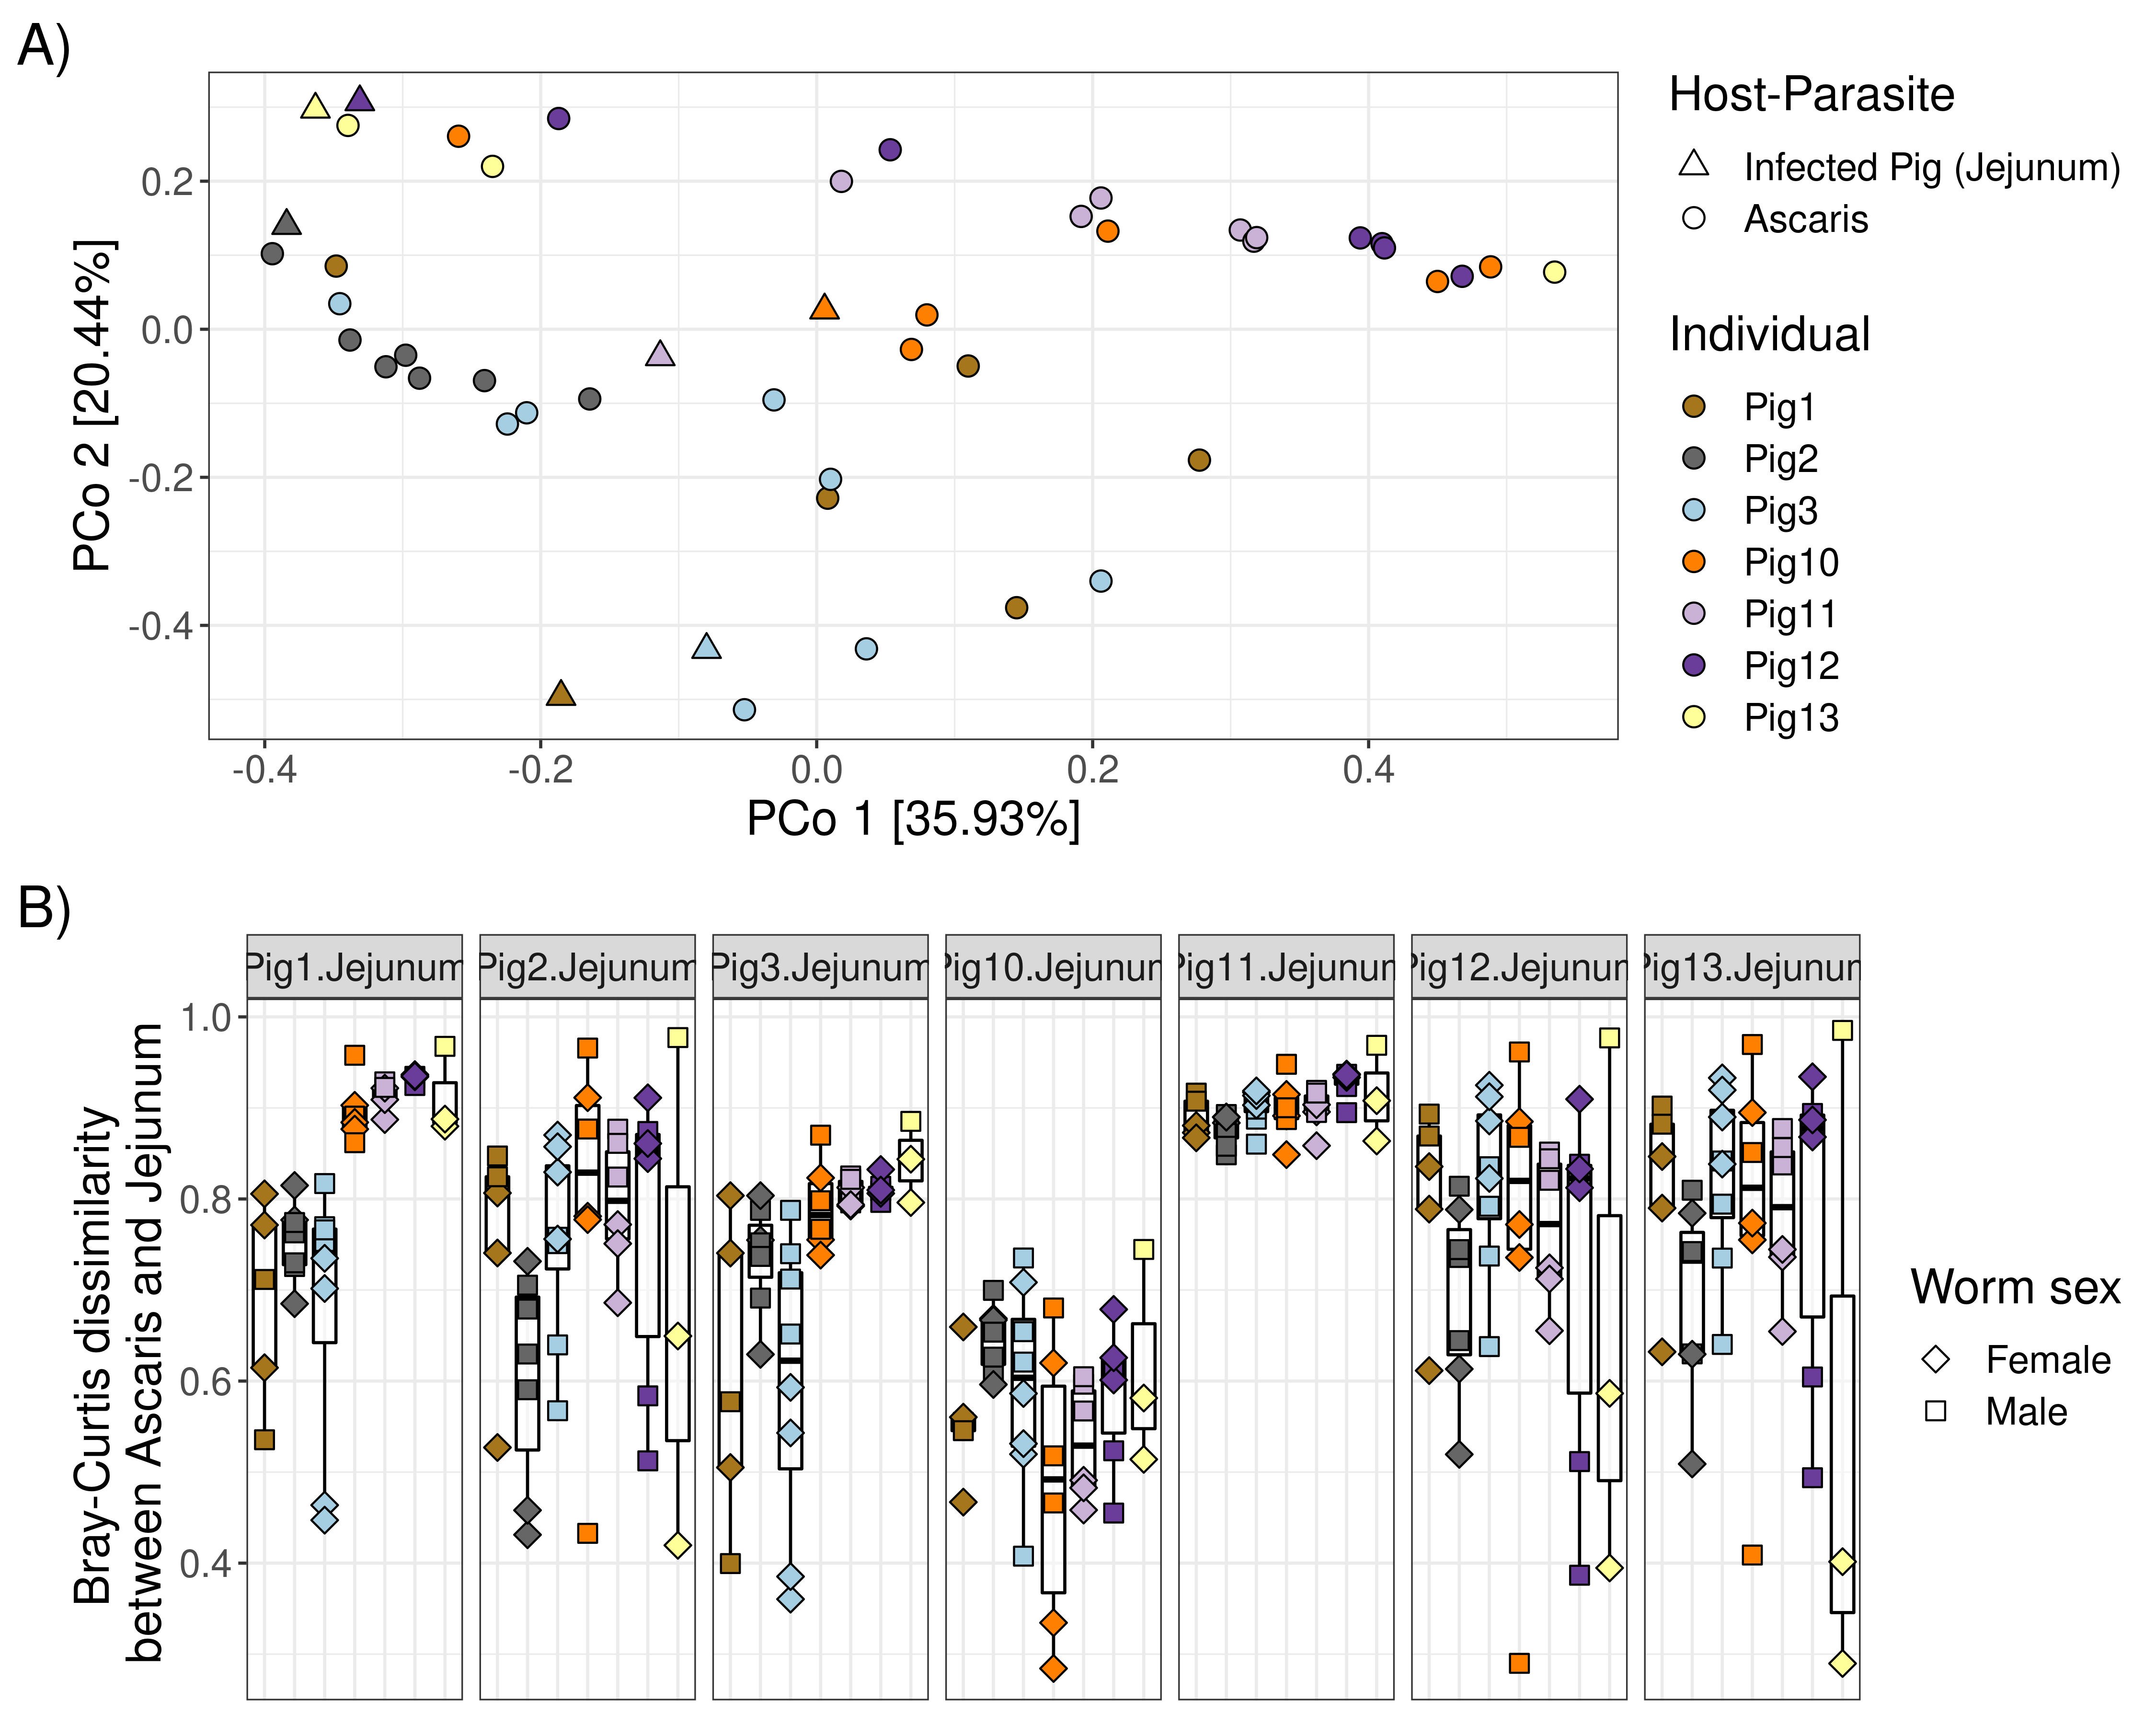 A)
Host-Parasite
Infected Pig (Jejunum)
Ascaris
Individual
Pig1
Pig2
Pig3
Pig10
Pig11
Pig12
Pig13
PCo 2 [20.44%]
0.2
0.0
-0.2
-0.4
-0.4
-0.2
0.0
0.2
0.4
PCo 1 [35.93%]
B)
Pig1.Jejunum
Pig2.Jejunum
Pig3.Jejunum
Pig10.Jejunum
Pig11.Jejunum
Pig12.Jejunum
Pig13.Jejunum
Bray-Curtis dissimilarity
between Ascaris and Jejunum
1.0
0.8
0.6
0.4
Worm sex
Female
Male